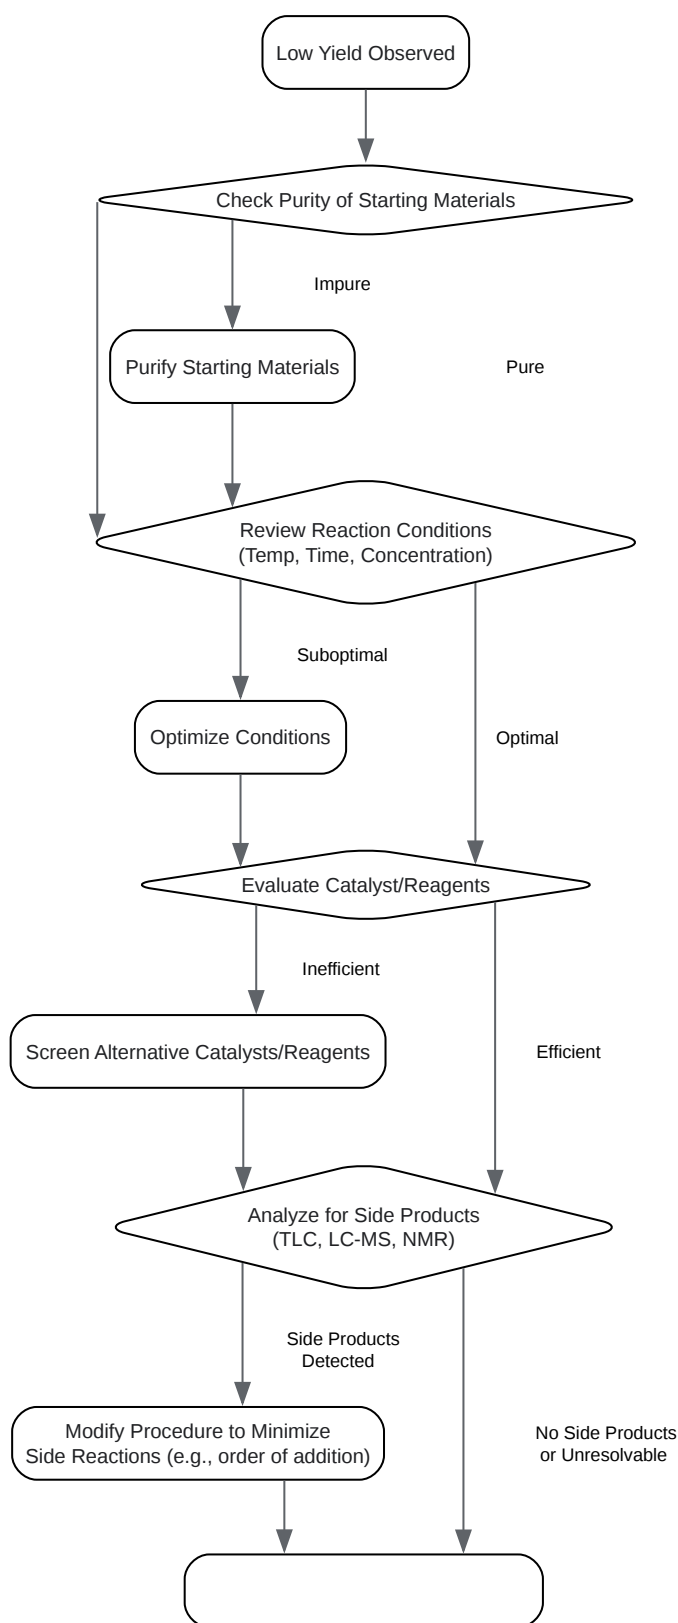 Low Yield Observed
Check Purity of Starting Materials
Impure
Purify Starting Materials
Pure
Review Reaction Conditions
(Temp, Time, Concentration)
Suboptimal
Optimize Conditions
Optimal
Evaluate Catalyst/Reagents
Inefficient
Screen Alternative Catalysts/Reagents
Efficient
Analyze for Side Products
(TLC, LC-MS, NMR)
Side Products
Detected
Modify Procedure to Minimize
Side Reactions (e.g., order of addition)
No Side Products
or Unresolvable